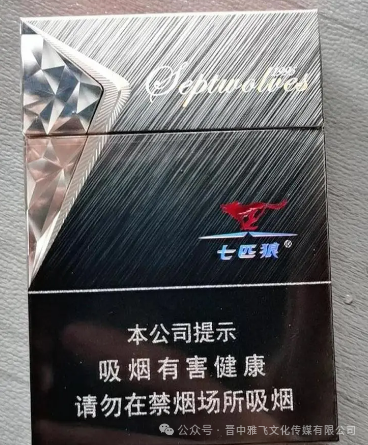 Septwolves
七匹狼®
本公司提示
吸烟有害健康
请勿在禁烟场所吸烟
公众号·晋中雅飞文化传媒有限公司